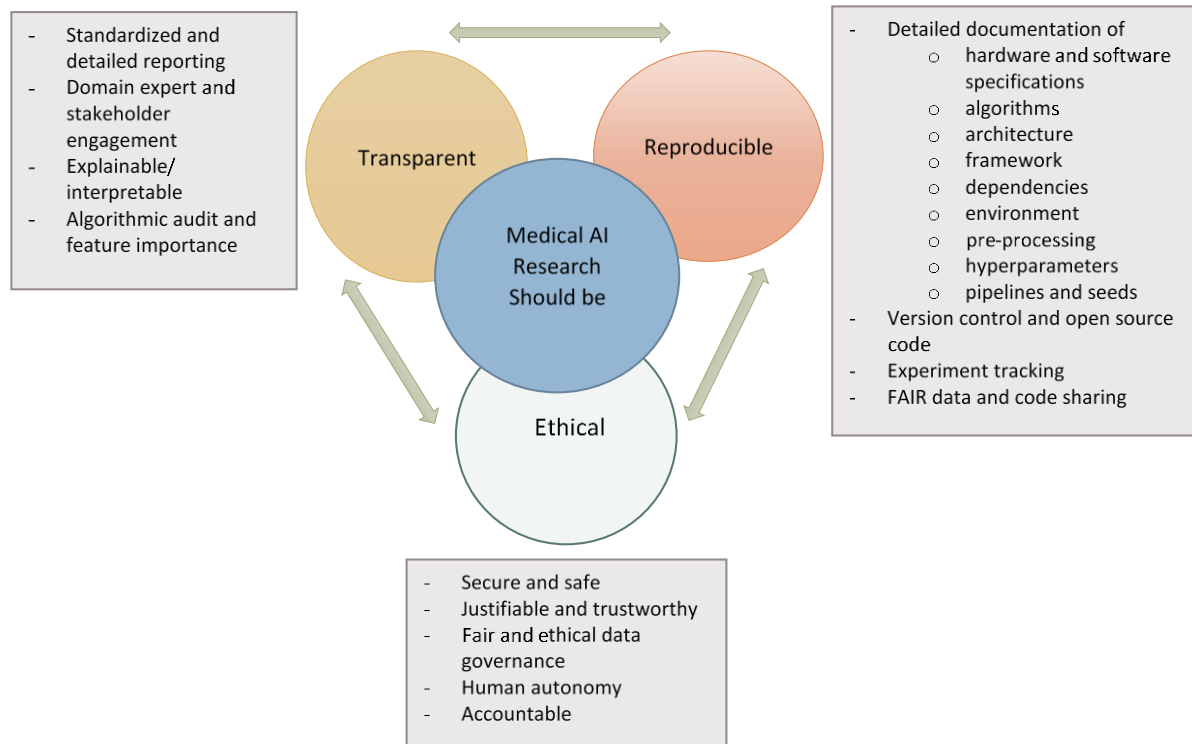 - Standardized and
detailed reporting
- Domain expert and
stakeholder
engagement
- Explainable/
interpretable
- Algorithmic audit and
feature importance
Transparent
Reproducible
Medical AI
Research
Should be
Ethical
- Detailed documentation of
o hardware and software
specifications
o algorithms
o architecture
o framework
o dependencies
o environment
o pre-processing
o hyperparameters
o pipelines and seeds
- Version control and open source
code
- Experiment tracking
- FAIR data and code sharing
- Secure and safe
- Justifiable and trustworthy
- Fair and ethical data
governance
- Human autonomy
- Accountable